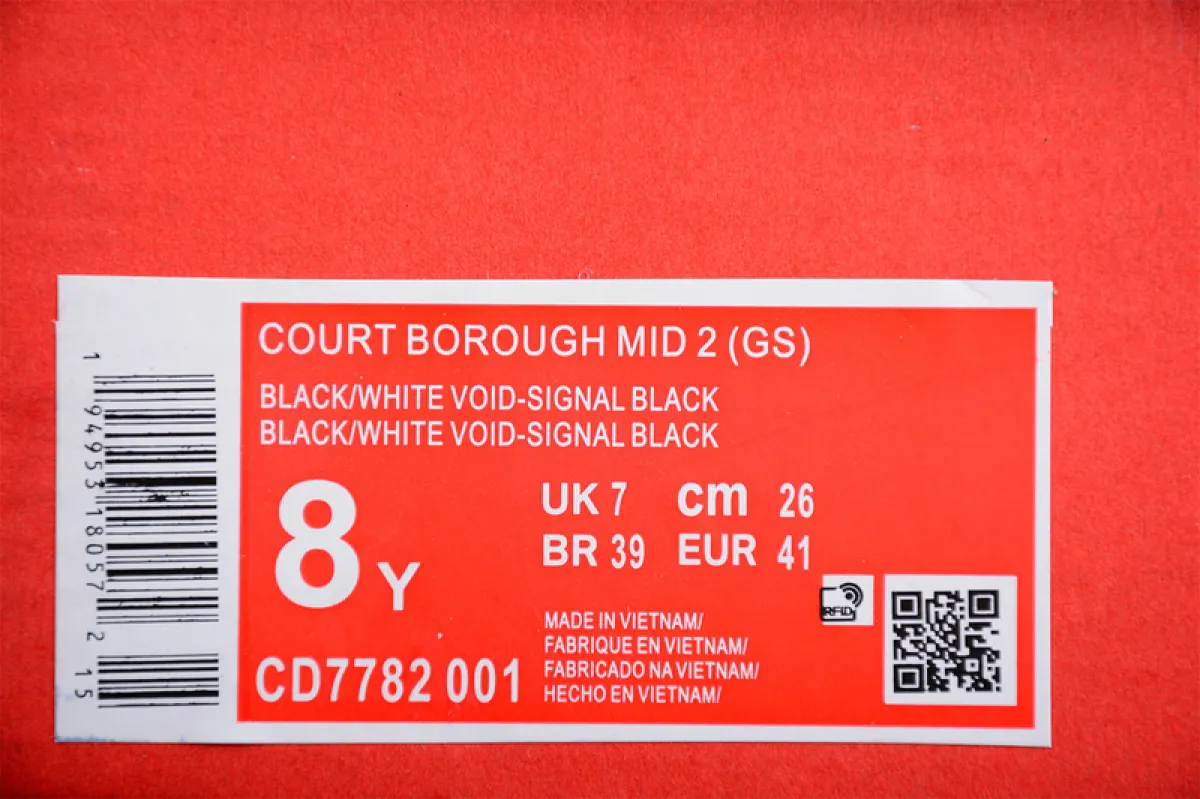 COURT BOROUGH MID 2 (GS)
BLACK/WHITE VOID-SIGNAL BLACK
BLACK/WHITE VOID-SIGNAL BLACK
8 Y
UK 7 cm 26
BR 39 EUR 41
CD7782 001
MADE IN VIETNAM/
FABRIQUE EN VIETNAM/
FABRICADO NA VIETNAM/
HECHO EN VIETNAM/
RFID
1 94953 18057 2 15